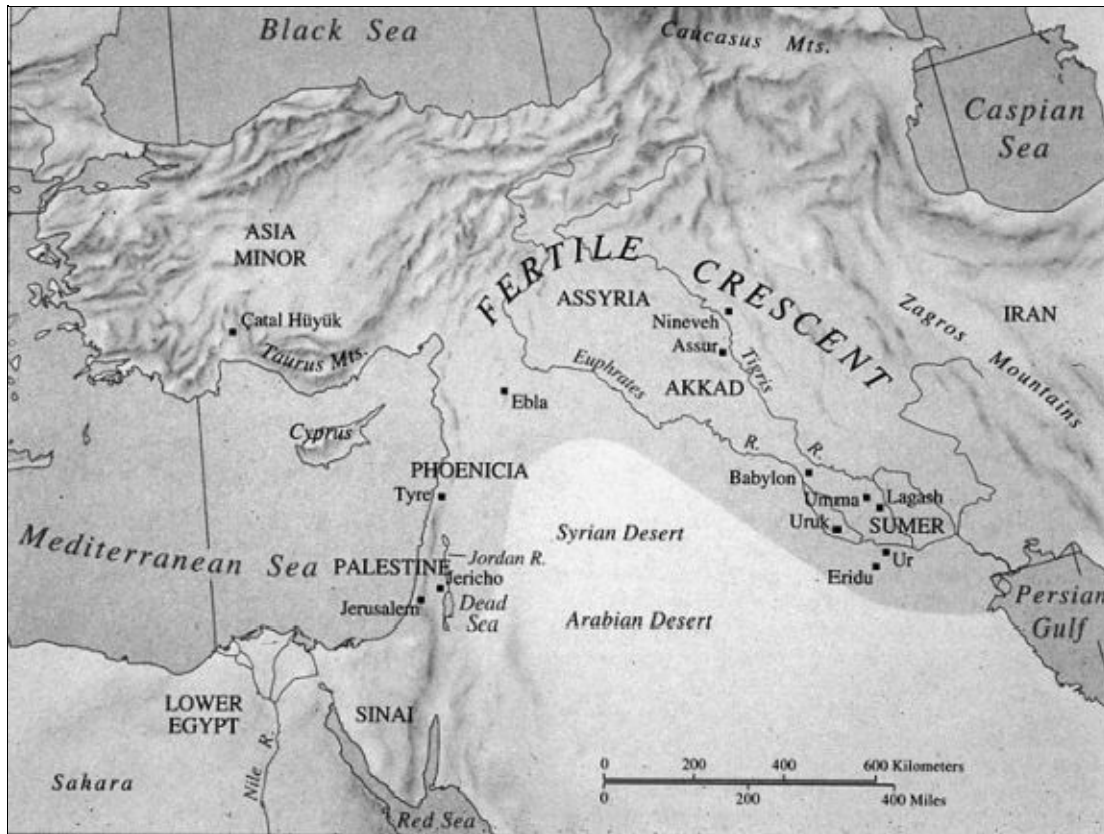 Black Sea
Caucasus Mts.
Caspian
Sea
ASIA
MINOR
FERTILE CRESCENT
ASSYRIA
Zagros Mountains
IRAN
Çatal Hüyük
Nineveh
Taurus Mts.
Assur
Tigris R.
Euphrates R.
AKKAD
Ebla
Cyprus
PHOENICIA
Babylon
Tyre
Umma
Lagash
Uruk
SUMER
Mediterranean Sea
Syrian Desert
Jordan R.
Ur
PALESTINE
Jericho
Eridu
Jerusalem
Dead
Sea
Arabian Desert
Persian
Gulf
LOWER
EGYPT
SINAI
Nile R.
Sahara
Red Sea
0 200 400 600 Kilometers
0 200 400 Miles